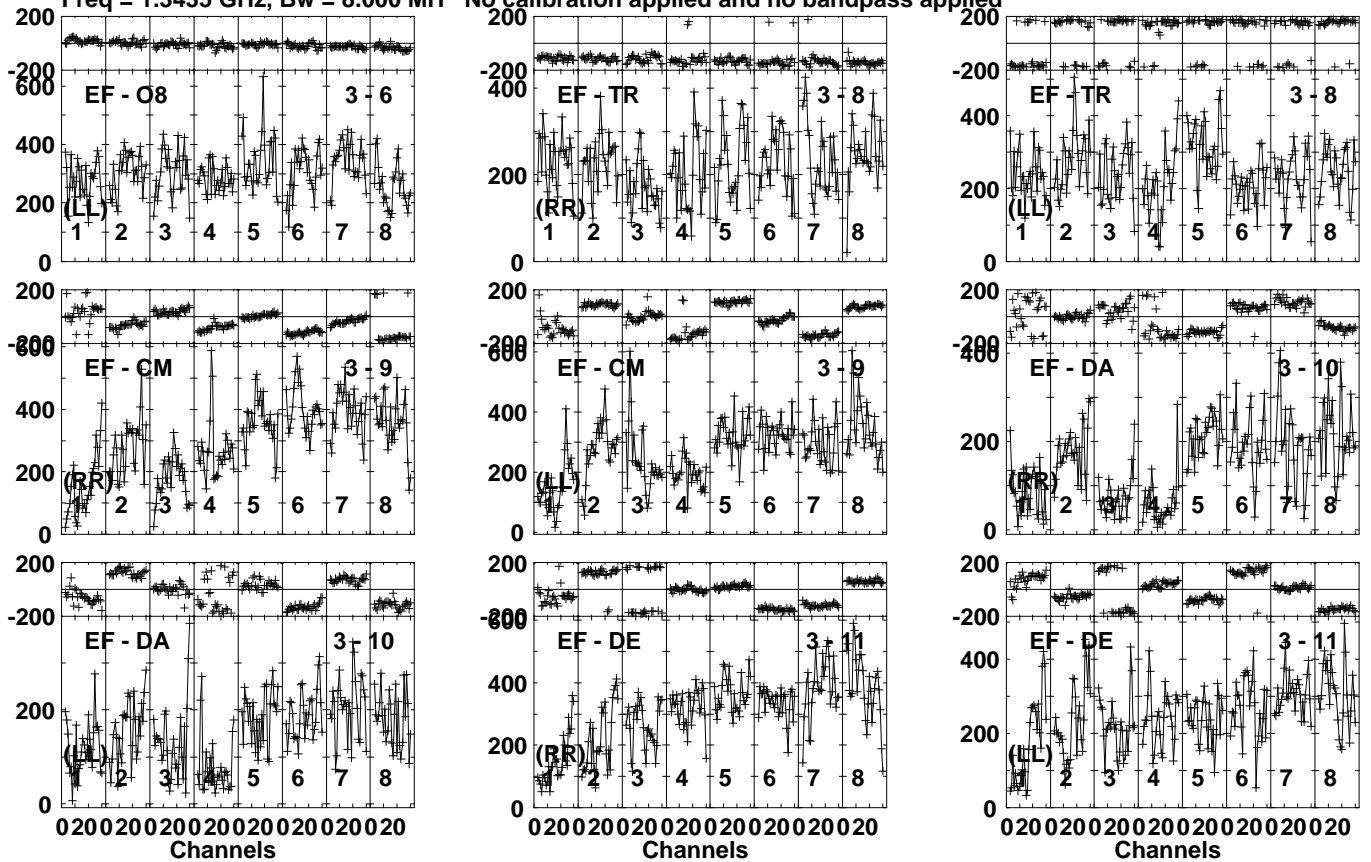 Freq = 1.3435 GHz, Bw = 8.000 MH No calibration applied and no bandpass applied
200 200 200
-200 -200 -200
600 EF - O8 3 - 6 400 EF - TR 3 - 8 400 EF - TR 3 - 8
400 200 200
200
(LL) (RR) (LL)
1 2 3 4 5 6 7 8 1 2 3 4 5 6 7 8 1 2 3 4 5 6 7 8
0 0 0
200 200 200
-200 -200 -200
600 EF - CM 3 - 9 600 EF - CM 3 - 9 400 EF - DA 3 - 10
400 400 200
200 200
(RR) (LL) (RR)
1 2 3 4 5 6 7 8 1 2 3 4 5 6 7 8 1 2 3 4 5 6 7 8
0 0 0
200 200 200
-200 -200 -200
EF - DA 3 - 10 600 EF - DE 3 - 11 EF - DE 3 - 11
200 400 400
200 200
(LL) (RR) (LL)
1 2 3 4 5 6 7 8 1 2 3 4 5 6 7 8 1 2 3 4 5 6 7 8
0 0 0
0 20 0 20 0 20 0 20 0 20 0 20 0 20 0 20 0 20 0 20 0 20 0 20 0 20 0 20 0 20 0 20 0 20 0 20 0 20 0 20 0 20 0 20 0 20 0 20
Channels Channels Channels